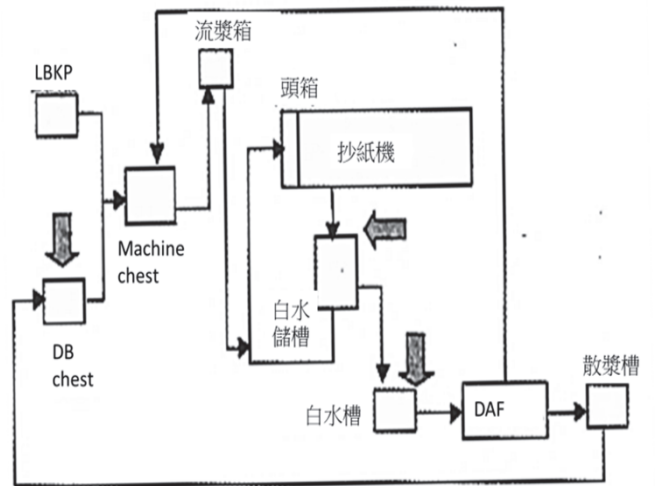 流漿箱
LBKP
頭箱
抄紙機
Machine
chest
白水
儲槽
DB
chest
散漿槽
白水槽
DAF